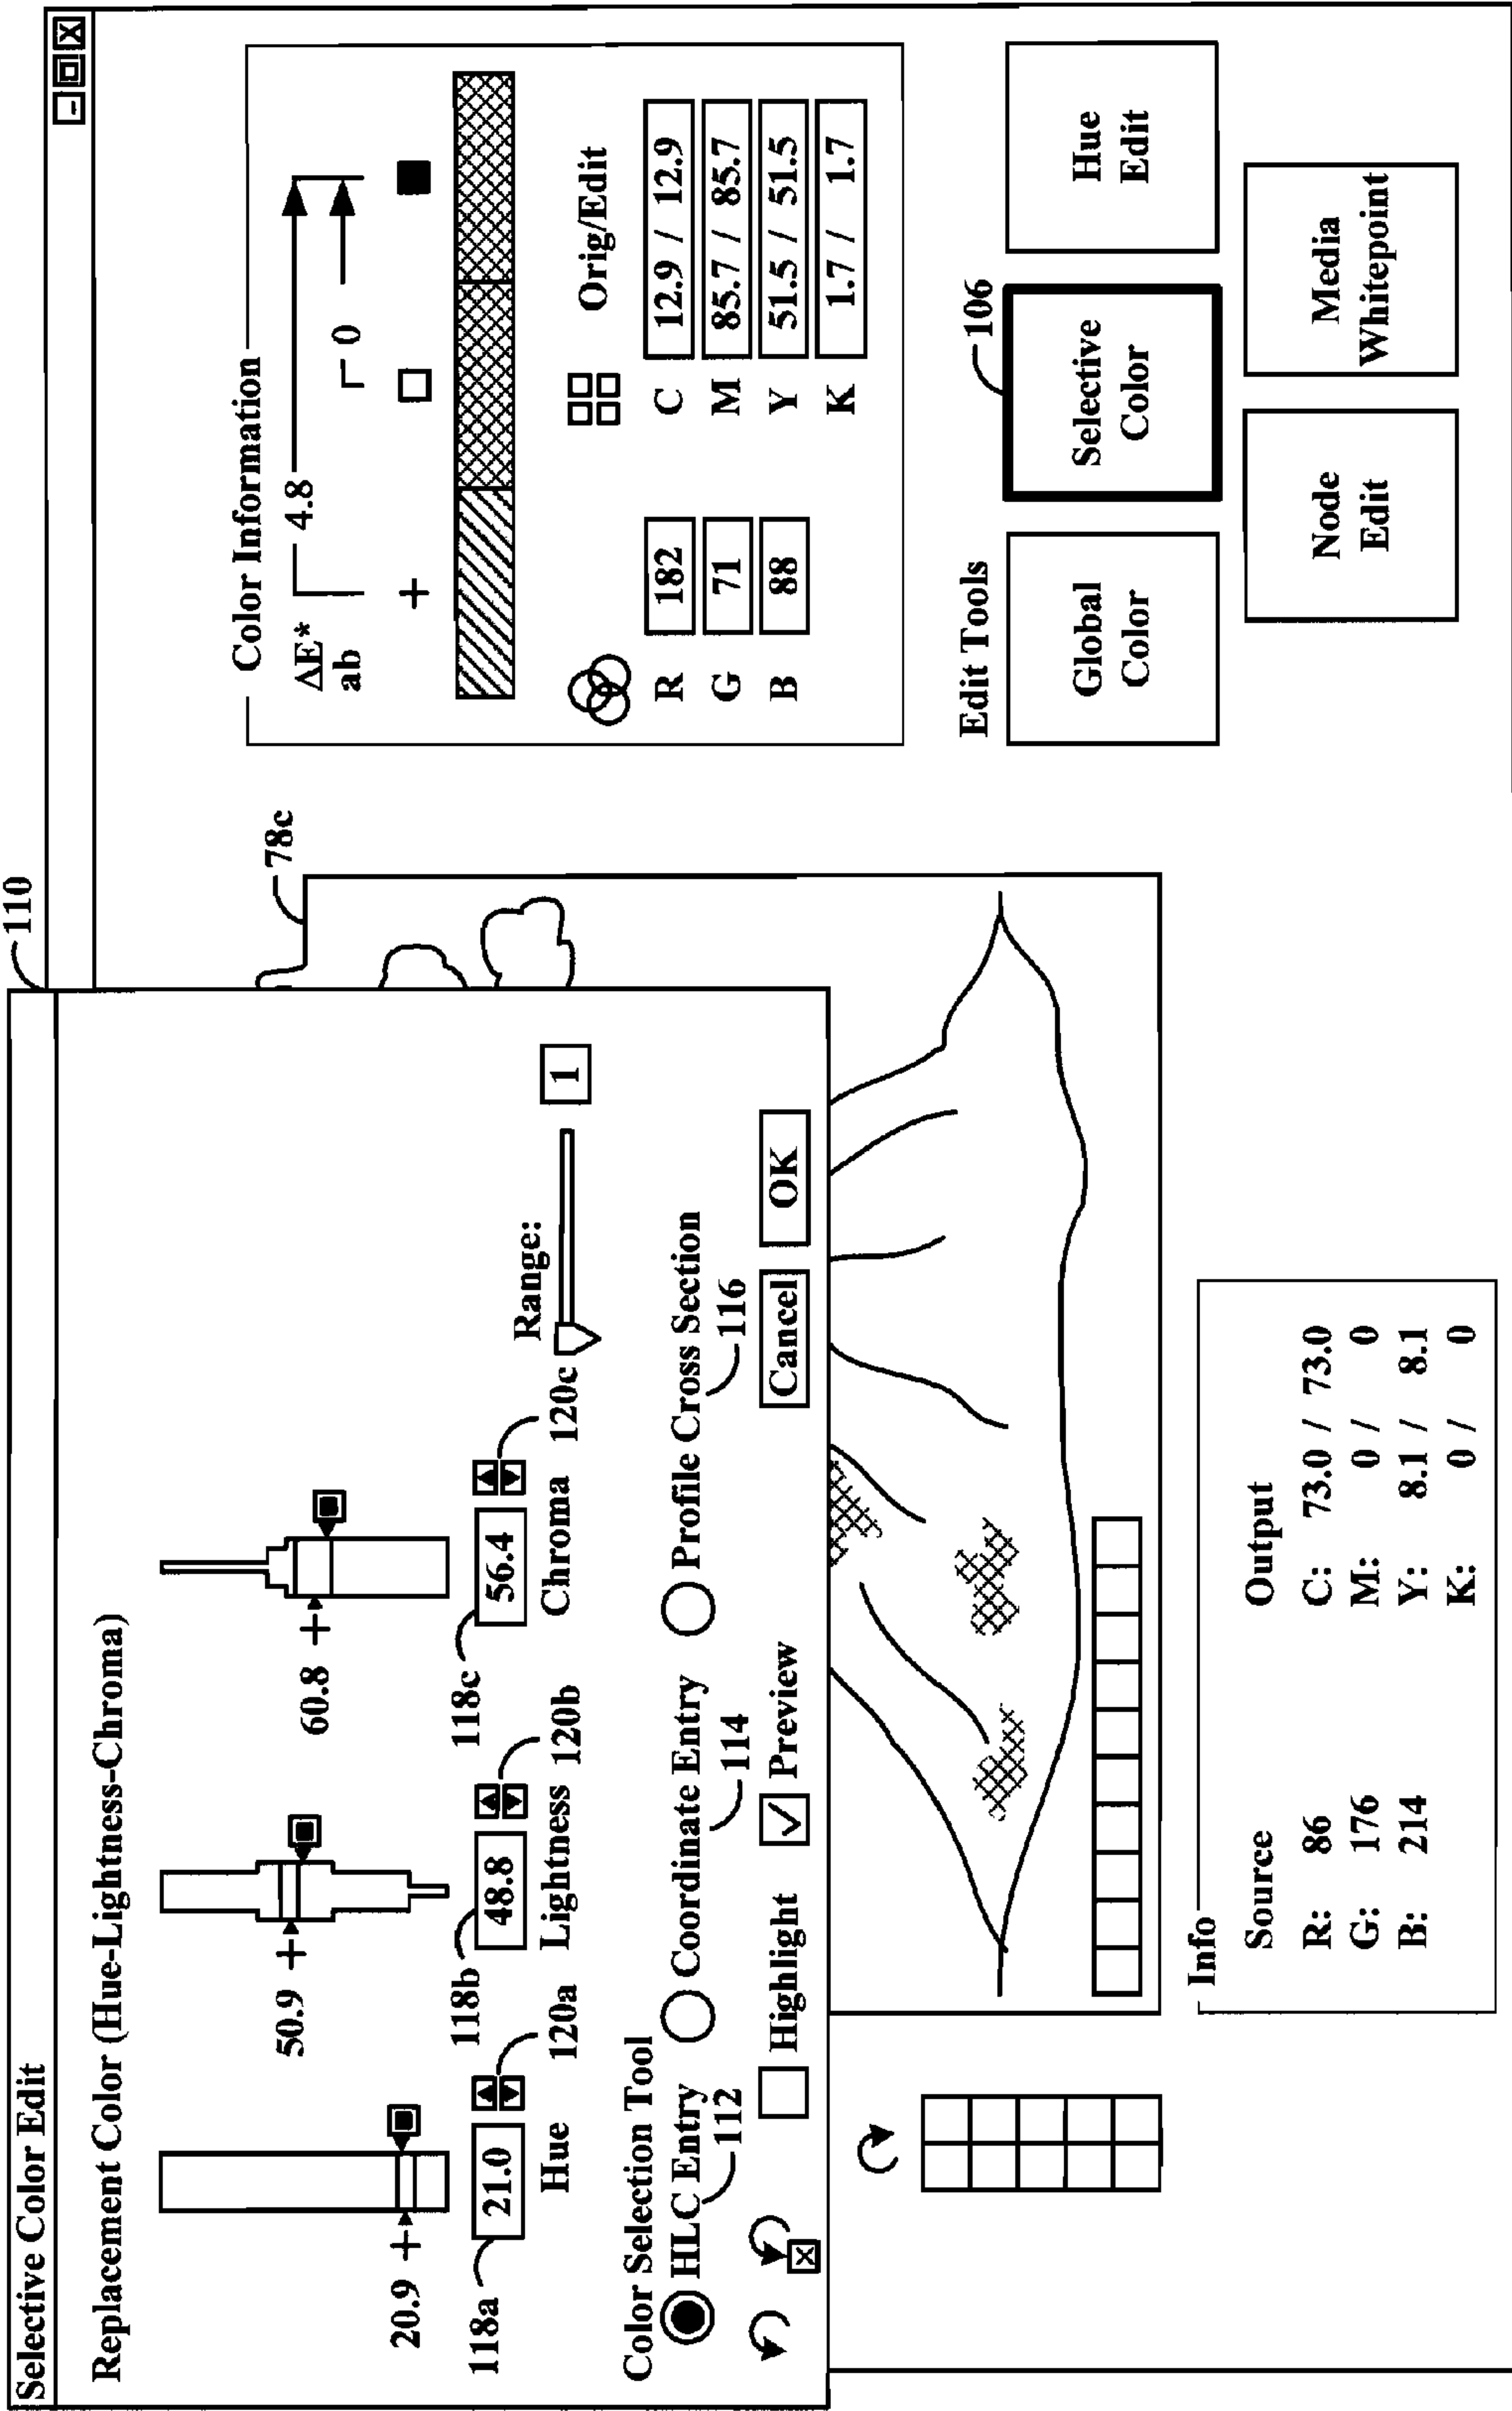 110
Selective Color Edit
Replacement Color (Hue-Lightness-Chroma)
20.9
50.9
60.8
118a
21.0
118b
48.8
118c
56.4
Hue
120a
Lightness
120b
Chroma
120c
Range:
1
Color Selection Tool
HLC Entry
Coordinate Entry
Profile Cross Section
112
114
116
Highlight
Preview
Cancel
OK
78c
Color Information
ΔE*
ab
4.8
0
Orig/Edit
R 182
C 12.9 / 12.9
G 71
M 85.7 / 85.7
B 88
Y 51.5 / 51.5
K 1.7 / 1.7
Edit Tools
106
Global
Color
Selective
Color
Hue
Edit
Node
Edit
Media
Whitepoint
Info
Source
Output
R: 86
C: 73.0 / 73.0
G: 176
M: 0 / 0
B: 214
Y: 8.1 / 8.1
K: 0 / 0